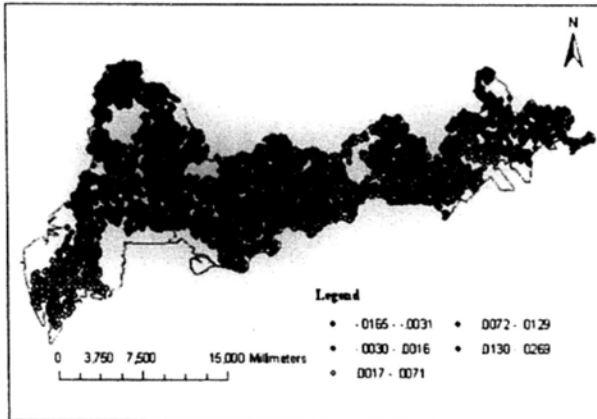 N
Legend
-.0165 - -.0031 .0072 - .0129
-.0030 - .0016 .0130 - .0269
.0017 - .0071
0 3,750 7,500 15,000 Millimeters